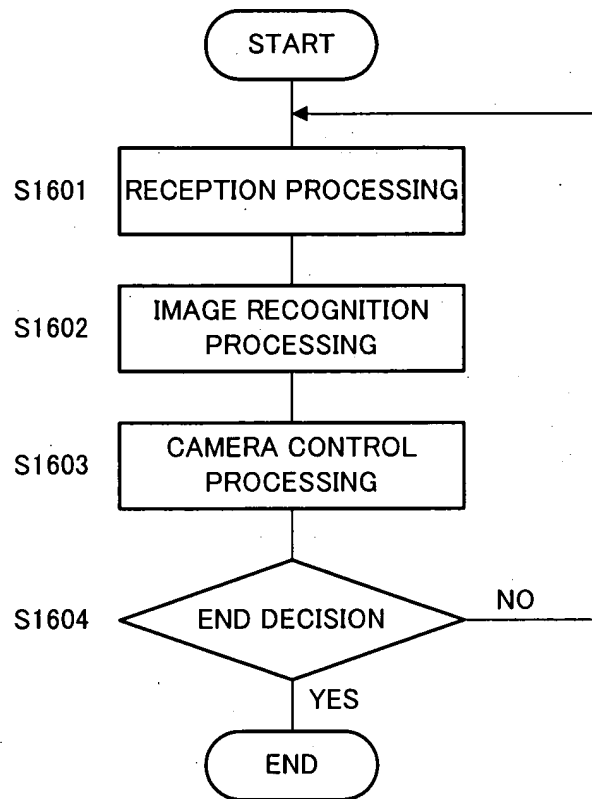 START
S1601
RECEPTION PROCESSING
S1602
IMAGE RECOGNITION
PROCESSING
S1603
CAMERA CONTROL
PROCESSING
S1604
END DECISION
NO
YES
END